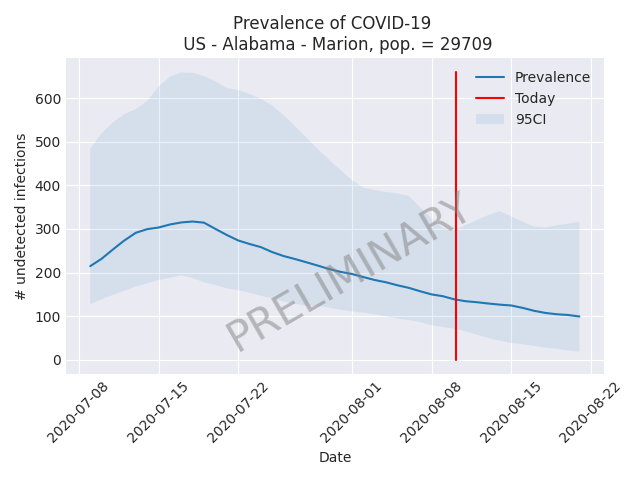 Prevalence of COVID-19
US - Alabama - Marion, pop. = 29709
Prevalence
Today
95CI
# undetected infections
600
500
400
300
200
100
0
PRELIMINARY
2020-07-08
2020-07-15
2020-07-22
2020-08-01
2020-08-08
2020-08-15
2020-08-22
Date